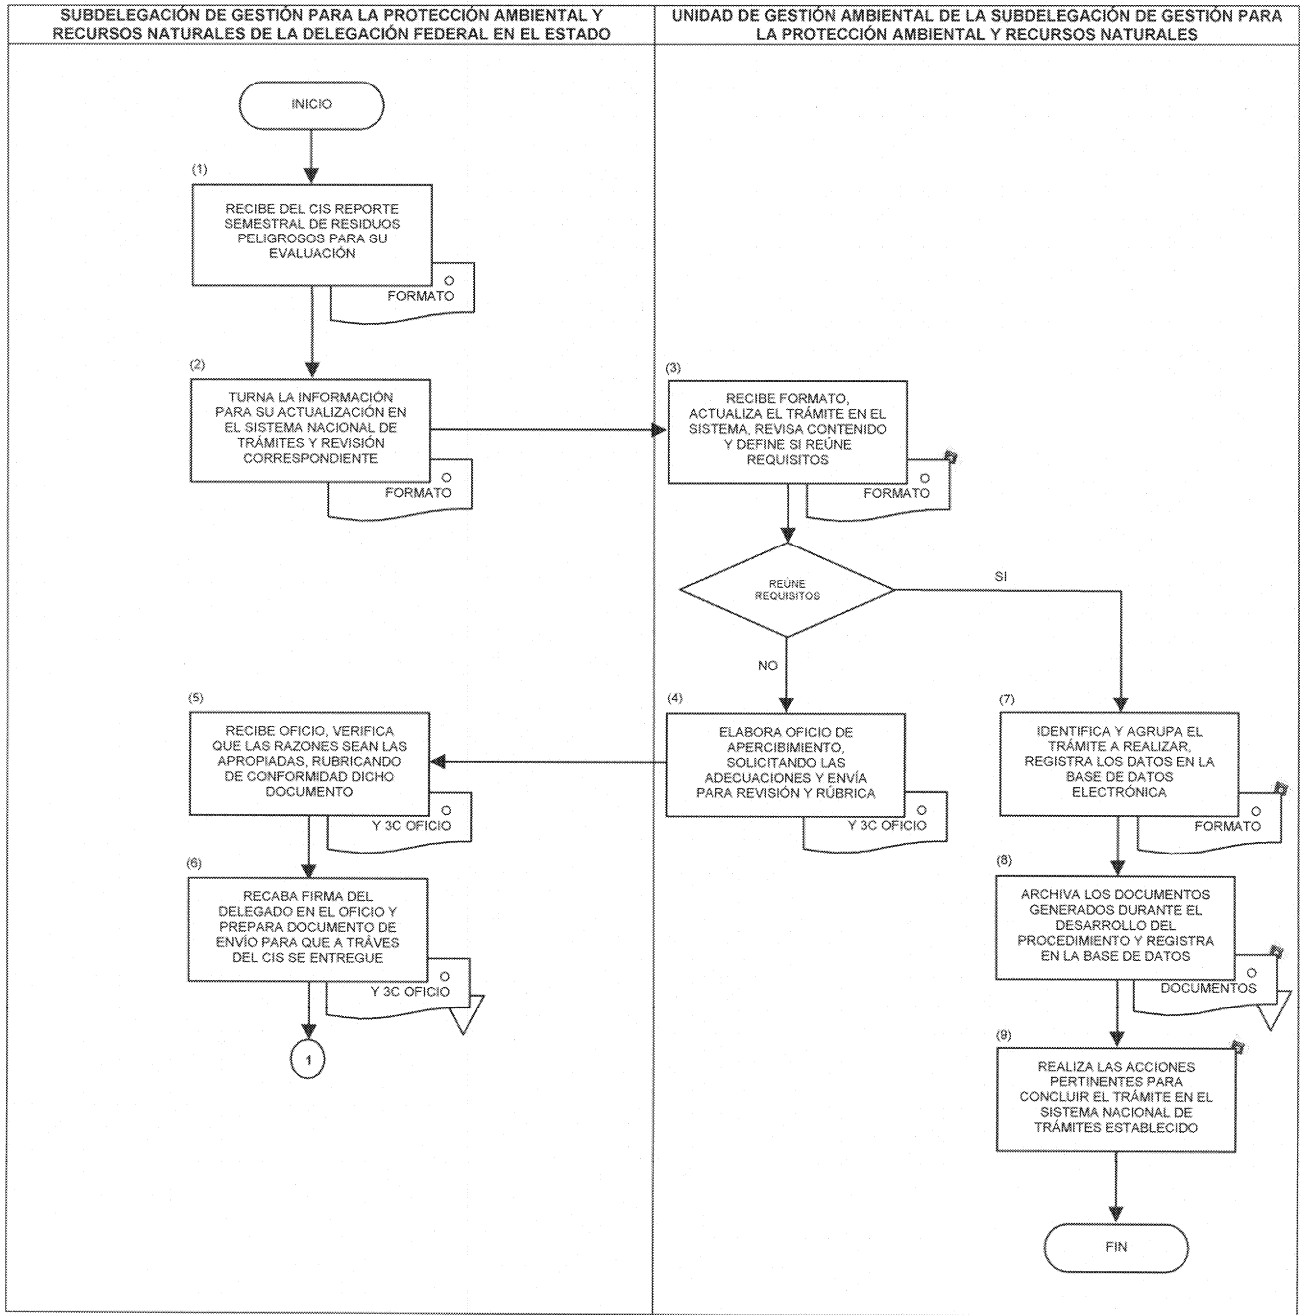 SUBDELEGACIÓN DE GESTIÓN PARA LA PROTECCIÓN AMBIENTAL Y
RECURSOS NATURALES DE LA DELEGACIÓN FEDERAL EN EL ESTADO
UNIDAD DE GESTIÓN AMBIENTAL DE LA SUBDELEGACIÓN DE GESTIÓN PARA
LA PROTECCIÓN AMBIENTAL Y RECURSOS NATURALES
INICIO
(1)
RECIBE DEL CIS REPORTE
SEMESTRAL DE RESIDUOS
PELIGROSOS PARA SU
EVALUACIÓN
O
FORMATO
(2)
TURNA LA INFORMACIÓN
PARA SU ACTUALIZACIÓN EN
EL SISTEMA NACIONAL DE
TRÁMITES Y REVISIÓN
CORRESPONDIENTE
O
FORMATO
(3)
RECIBE FORMATO,
ACTUALIZA EL TRÁMITE EN EL
SISTEMA, REVISA CONTENIDO
Y DEFINE SI REÚNE
REQUISITOS
O
FORMATO
REÚNE
REQUISITOS
SI
NO
(4)
ELABORA OFICIO DE
APERCIBIMIENTO,
SOLICITANDO LAS
ADECUACIONES Y ENVÍA
PARA REVISIÓN Y RÚBRICA
O
Y 3C OFICIO
(5)
RECIBE OFICIO, VERIFICA
QUE LAS RAZONES SEAN LAS
APROPIADAS, RUBRICANDO
DE CONFORMIDAD DICHO
DOCUMENTO
O
Y 3C OFICIO
(6)
RECABA FIRMA DEL
DELEGADO EN EL OFICIO Y
PREPARA DOCUMENTO DE
ENVÍO PARA QUE A TRÁVES
DEL CIS SE ENTREGUE
O
Y 3C OFICIO
1
(7)
IDENTIFICA Y AGRUPA EL
TRÁMITE A REALIZAR,
REGISTRA LOS DATOS EN LA
BASE DE DATOS
ELECTRÓNICA
O
FORMATO
(8)
ARCHIVA LOS DOCUMENTOS
GENERADOS DURANTE EL
DESARROLLO DEL
PROCEDIMIENTO Y REGISTRA
EN LA BASE DE DATOS
O
DOCUMENTOS
(9)
REALIZA LAS ACCIONES
PERTINENTES PARA
CONCLUIR EL TRÁMITE EN EL
SISTEMA NACIONAL DE
TRÁMITES ESTABLECIDO
FIN